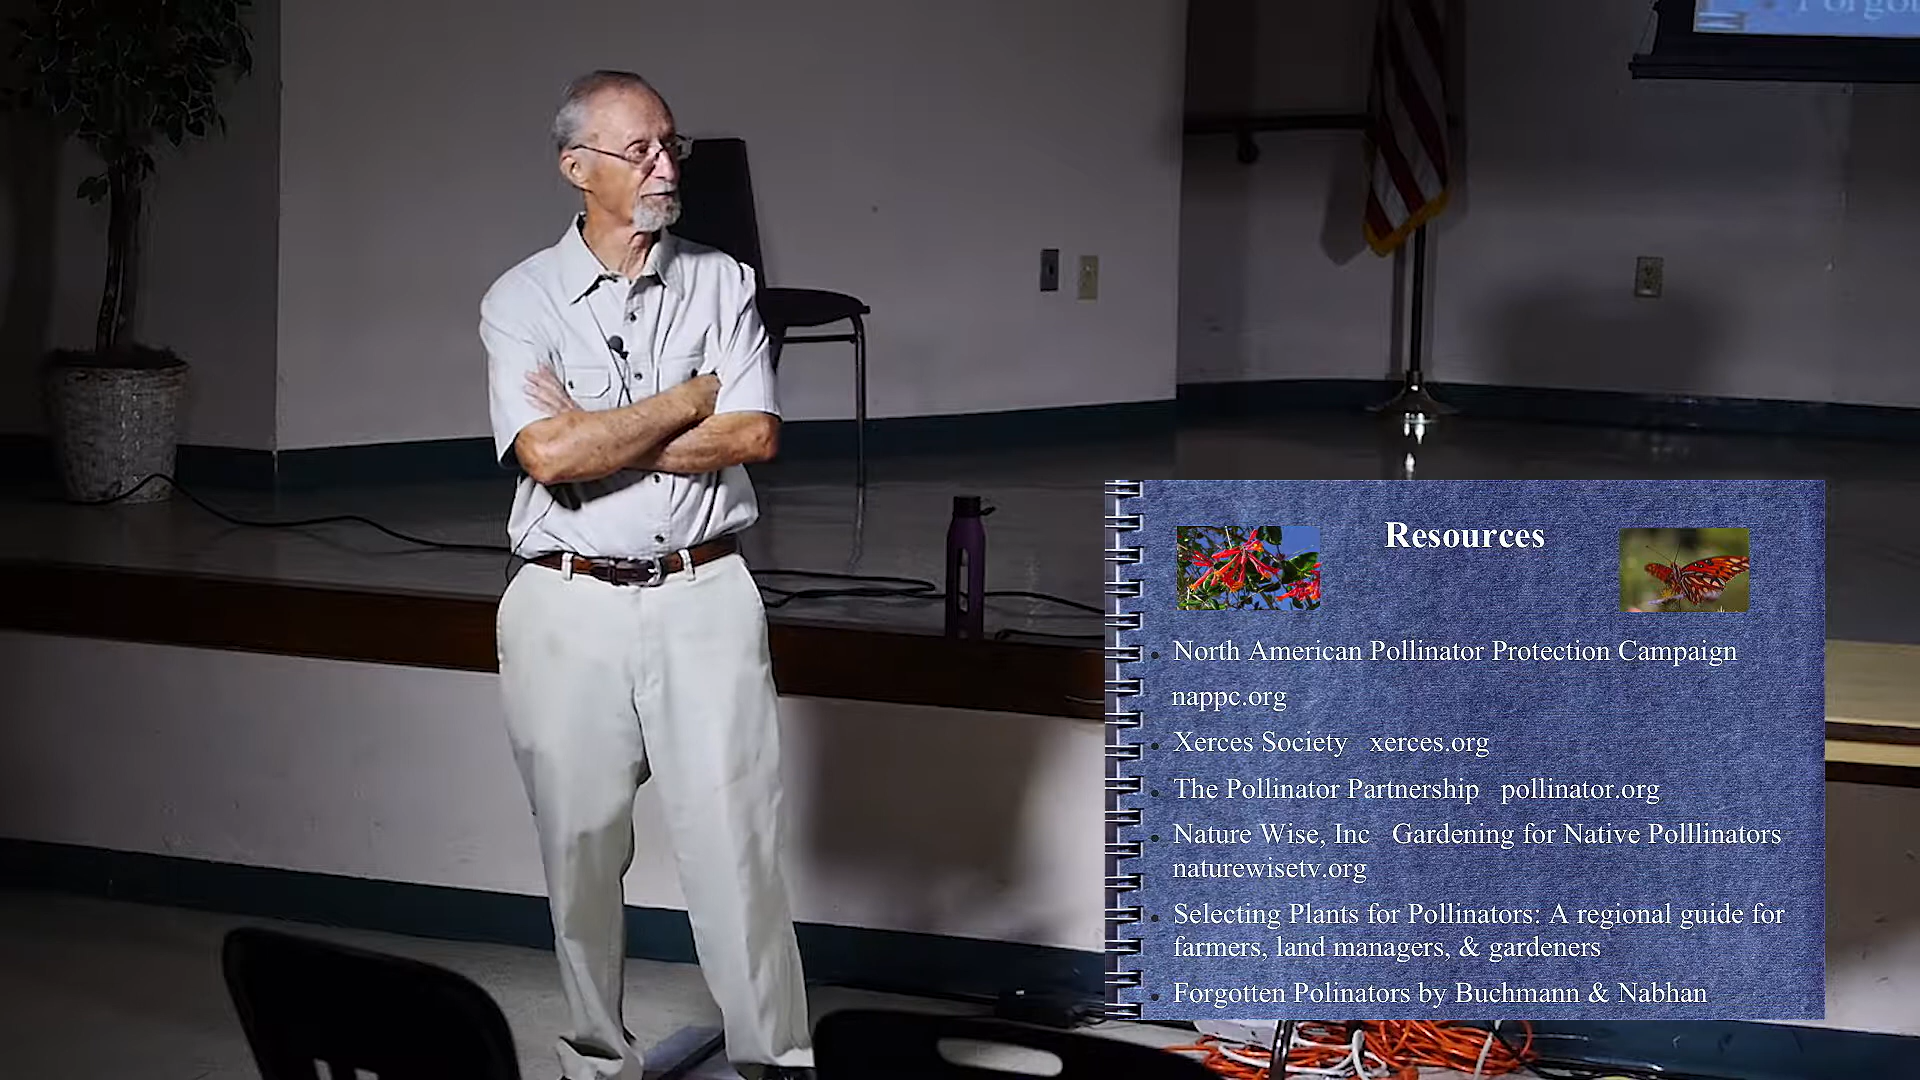 Forgot
Resources
North American Pollinator Protection Campaign
nappc.org
Xerces Society xerces.org
The Pollinator Partnership pollinator.org
Nature Wise, Inc Gardening for Native Polllinators
naturewisetv.org
Selecting Plants for Pollinators: A regional guide for
farmers, land managers, & gardeners
Forgotten Polinators by Buchmann & Nabhan